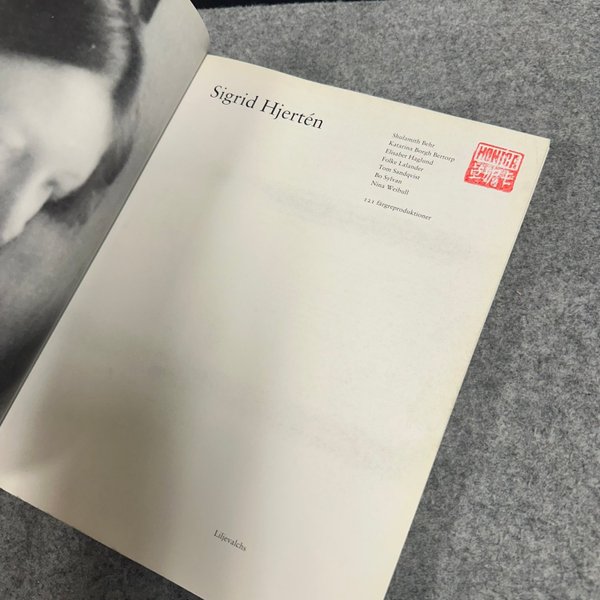 Sigrid Hjertén
Shulamith Behr
Katarina Borgh Bertorp
Elisabet Haglund
Folke Lalander
Tom Sandqvist
Bo Sylvan
Nina Weibull
121 färgreproduktioner
MONICA
Liljevalchs